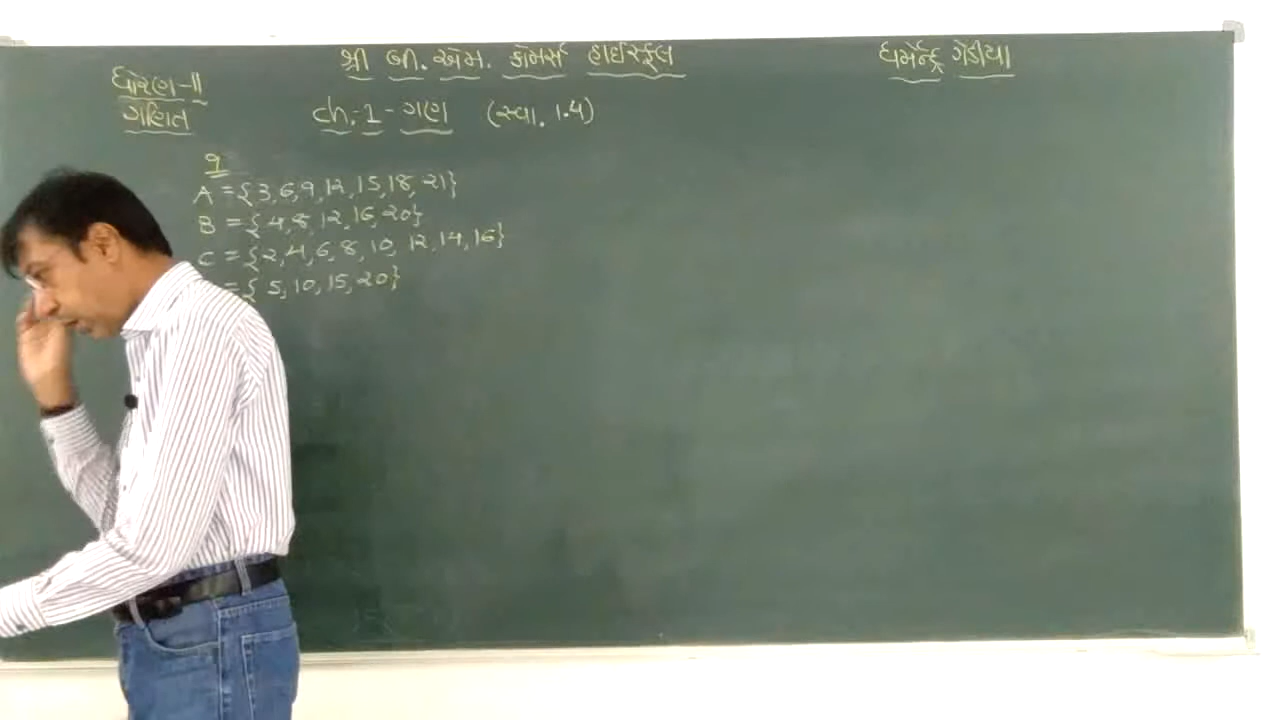 શ્રી બી. એમ. કોમર્સ હાઈસ્કૂલ
ધર્મેન્દ્ર ગેડીયા
ધોરણ-11
ગણિત
ch.-1 - ગણ (સ્વા. 1.4)
૧
A = {3,6,9,12,15,18,21}
B = {4,8,12,16,20}
C = {2,4,6,8,10,12,14,16}
= {5,10,15,20}